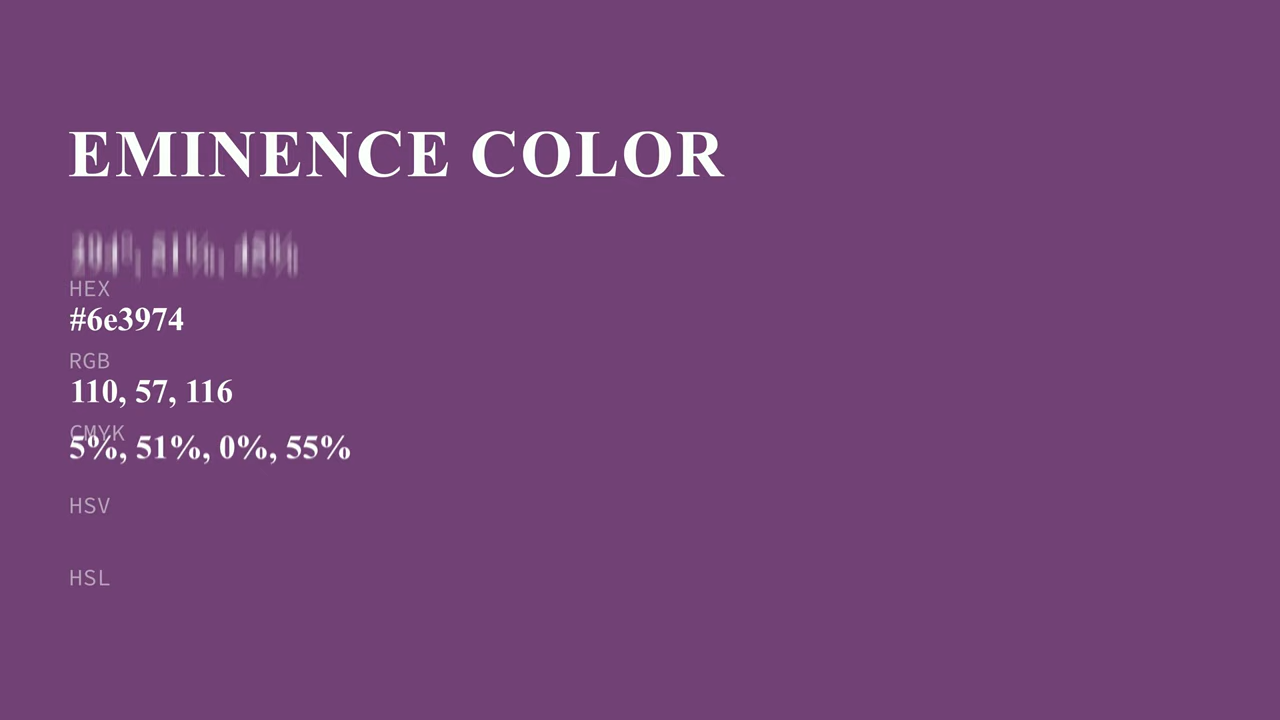 EMINENCE COLOR
HEX
#6e3974
RGB
110, 57, 116
CMYK
5%, 51%, 0%, 55%
HSV
HSL